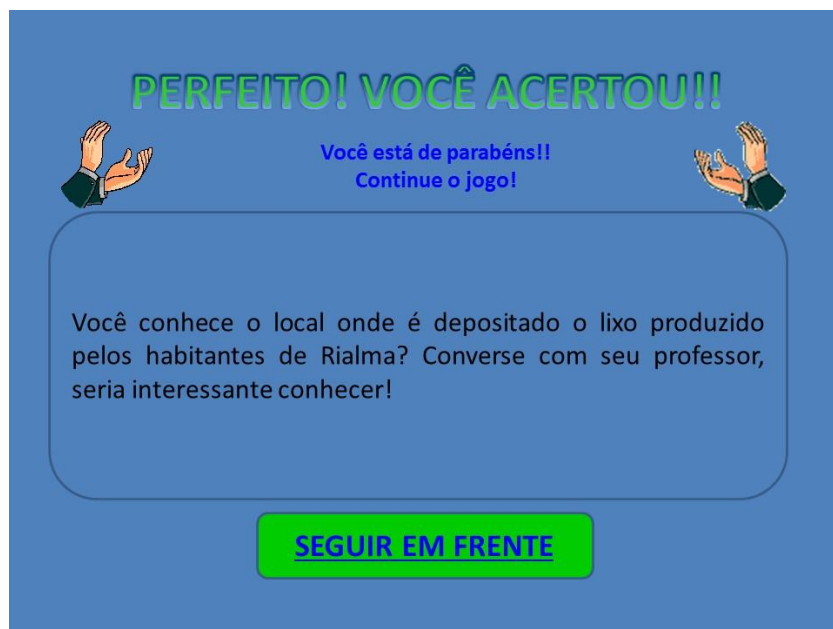 PERFEITO! VOCÊ ACERTOU!!
Você está de parabéns!!
Continue o jogo!
Você conhece o local onde é depositado o lixo produzido
pelos habitantes de Rialma? Converse com seu professor,
seria interessante conhecer!
SEGUIR EM FRENTE